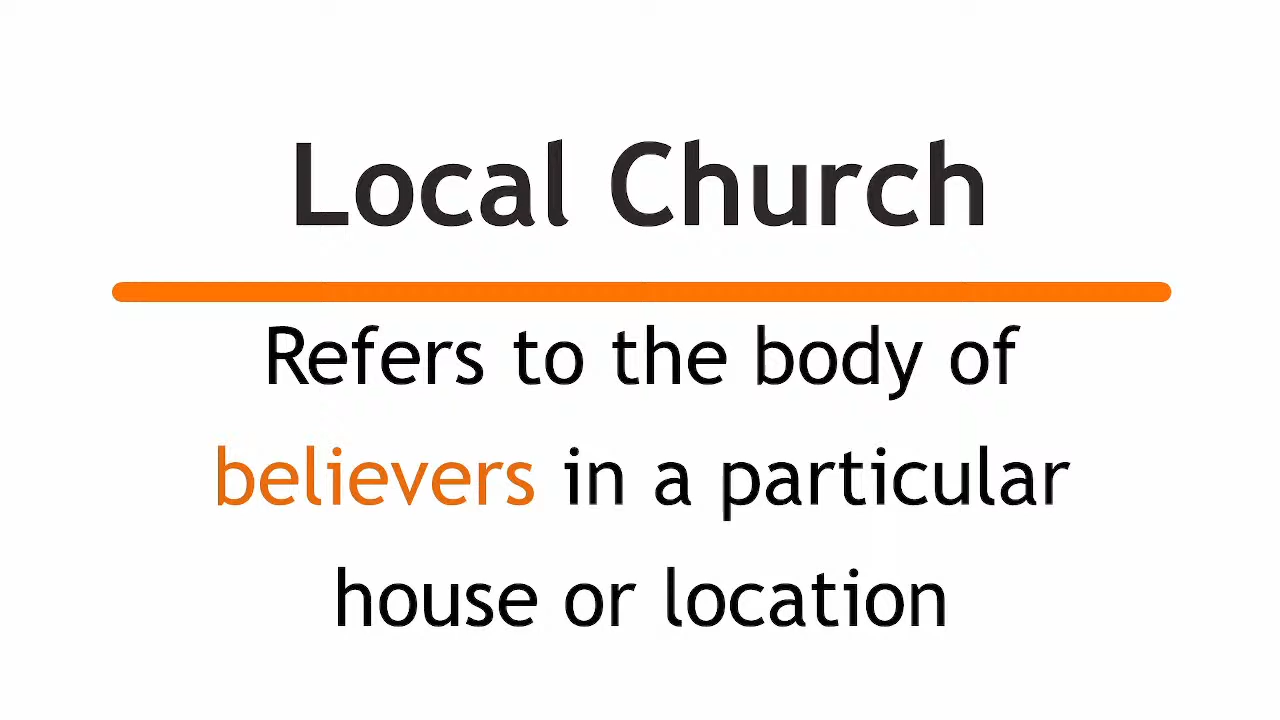 Local Church
Refers to the body of
believers in a particular
house or location